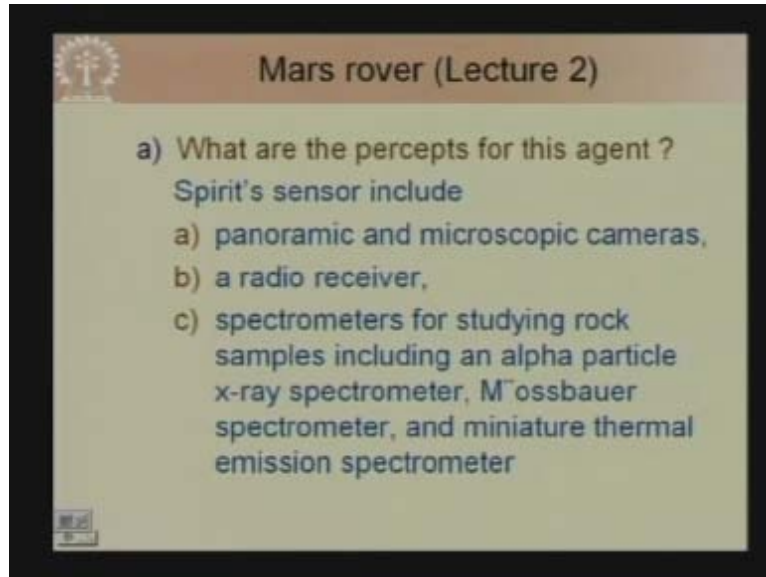 Mars rover (Lecture 2)
a) What are the percepts for this agent ?
Spirit's sensor include
a) panoramic and microscopic cameras,
b) a radio receiver,
c) spectrometers for studying rock
samples including an alpha particle
x-ray spectrometer, M¨ossbauer
spectrometer, and miniature thermal
emission spectrometer